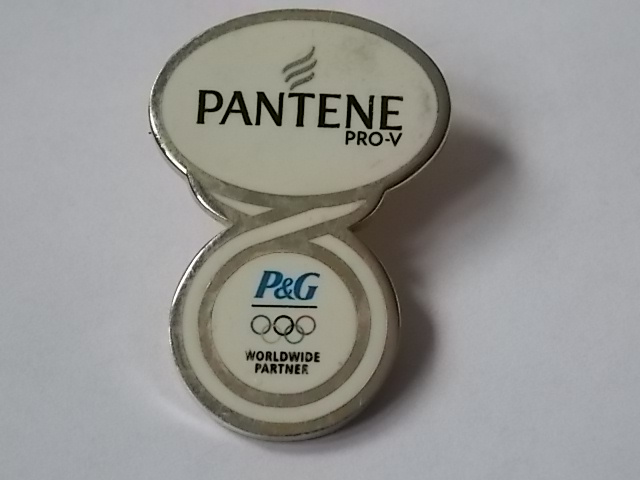 PANTENE
PRO-V
P&G
WORLDWIDE
PARTNER